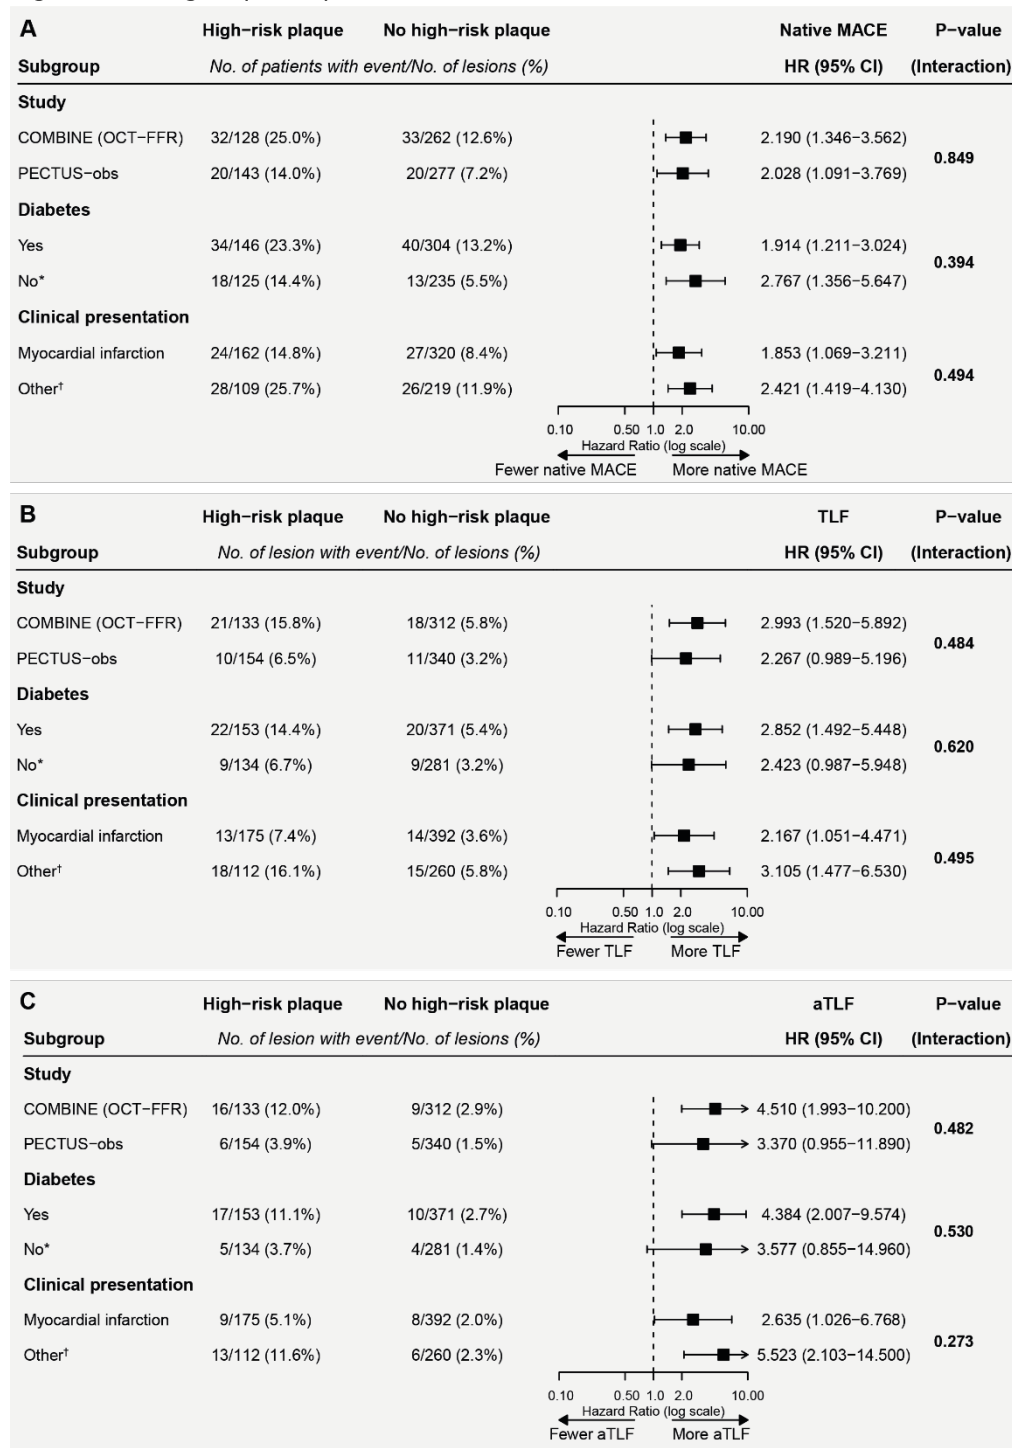 A High−risk plaque No high−risk plaque Native MACE P−value
Subgroup No. of patients with event/No. of lesions (%) HR (95% CI) (Interaction)
Study
COMBINE (OCT−FFR) 32/128 (25.0%) 33/262 (12.6%) 2.190 (1.346−3.562)
0.849
PECTUS−obs 20/143 (14.0%) 20/277 (7.2%) 2.028 (1.091−3.769)
Diabetes
Yes 34/146 (23.3%) 40/304 (13.2%) 1.914 (1.211−3.024)
0.394
No* 18/125 (14.4%) 13/235 (5.5%) 2.767 (1.356−5.647)
Clinical presentation
Myocardial infarction 24/162 (14.8%) 27/320 (8.4%) 1.853 (1.069−3.211)
0.494
Other† 28/109 (25.7%) 26/219 (11.9%) 2.421 (1.419−4.130)
0.10 0.50 1.0 2.0 10.00
Hazard Ratio (log scale)
Fewer native MACE More native MACE
B High−risk plaque No high−risk plaque TLF P−value
Subgroup No. of lesion with event/No. of lesions (%) HR (95% CI) (Interaction)
Study
COMBINE (OCT−FFR) 21/133 (15.8%) 18/312 (5.8%) 2.993 (1.520−5.892)
0.484
PECTUS−obs 10/154 (6.5%) 11/340 (3.2%) 2.267 (0.989−5.196)
Diabetes
Yes 22/153 (14.4%) 20/371 (5.4%) 2.852 (1.492−5.448)
0.620
No* 9/134 (6.7%) 9/281 (3.2%) 2.423 (0.987−5.948)
Clinical presentation
Myocardial infarction 13/175 (7.4%) 14/392 (3.6%) 2.167 (1.051−4.471)
0.495
Other† 18/112 (16.1%) 15/260 (5.8%) 3.105 (1.477−6.530)
0.10 0.50 1.0 2.0 10.00
Hazard Ratio (log scale)
Fewer TLF More TLF
C High−risk plaque No high−risk plaque aTLF P−value
Subgroup No. of lesion with event/No. of lesions (%) HR (95% CI) (Interaction)
Study
COMBINE (OCT−FFR) 16/133 (12.0%) 9/312 (2.9%) 4.510 (1.993−10.200)
0.482
PECTUS−obs 6/154 (3.9%) 5/340 (1.5%) 3.370 (0.955−11.890)
Diabetes
Yes 17/153 (11.1%) 10/371 (2.7%) 4.384 (2.007−9.574)
0.530
No* 5/134 (3.7%) 4/281 (1.4%) 3.577 (0.855−14.960)
Clinical presentation
Myocardial infarction 9/175 (5.1%) 8/392 (2.0%) 2.635 (1.026−6.768)
0.273
Other† 13/112 (11.6%) 6/260 (2.3%) 5.523 (2.103−14.500)
0.10 0.50 1.0 2.0 10.00
Hazard Ratio (log scale)
Fewer aTLF More aTLF